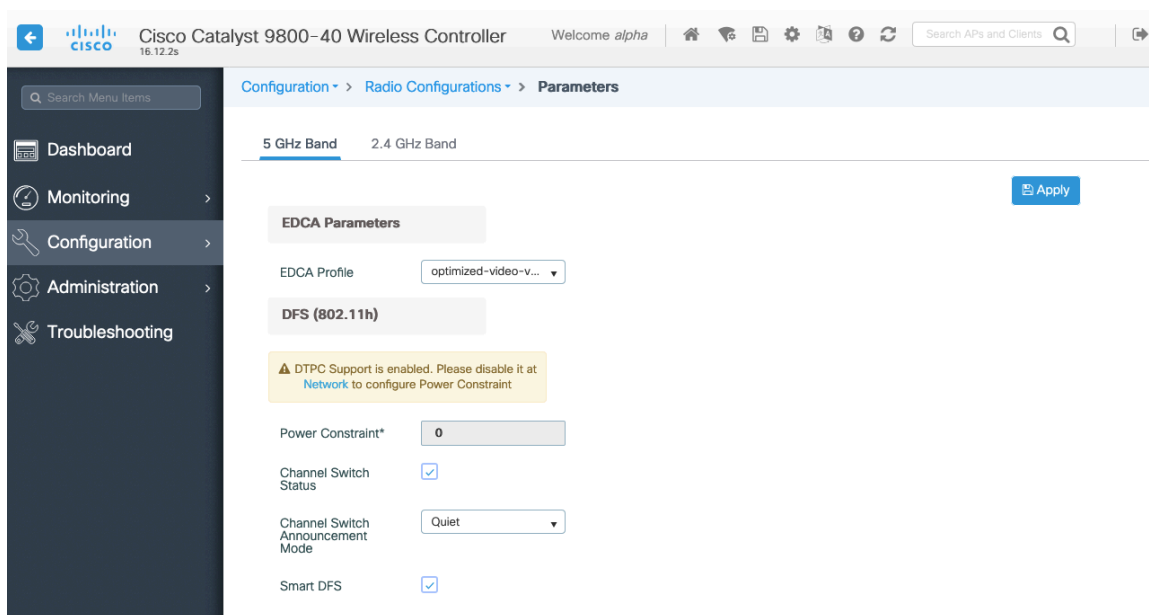 CISCO
Cisco Catalyst 9800-40 Wireless Controller
16.12.2s
Welcome alpha
Search APs and Clients
Search Menu Items
Configuration > Radio Configurations > Parameters
5 GHz Band 2.4 GHz Band
Dashboard
Monitoring
Configuration
Administration
Troubleshooting
Apply
EDCA Parameters
EDCA Profile optimized-video-v...
DFS (802.11h)
DTPC Support is enabled. Please disable it at
Network to configure Power Constraint
Power Constraint* 0
Channel Switch
Status
Channel Switch
Announcement
Mode
Quiet
Smart DFS